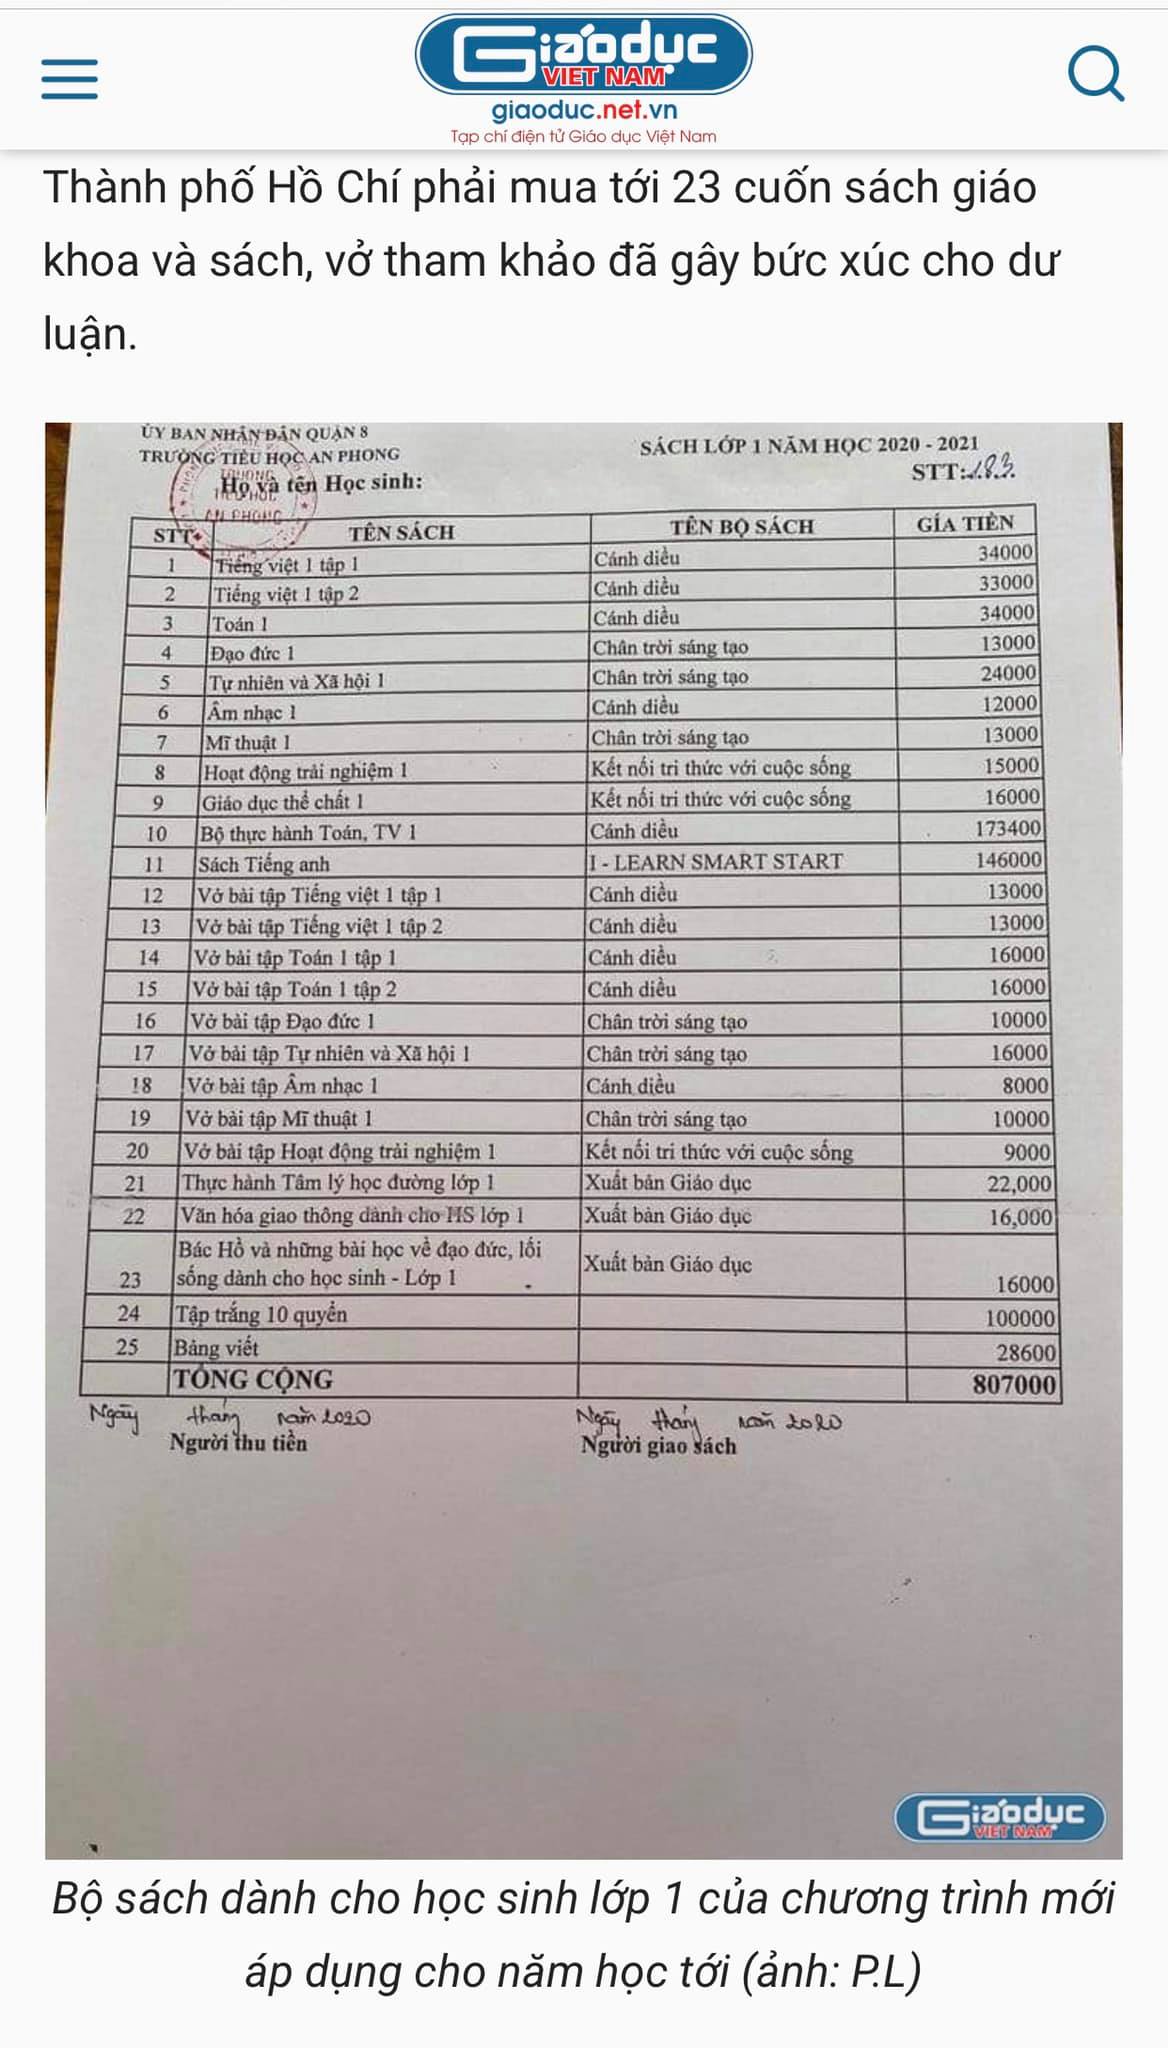 Giáo dục
VIET NAM
giaoduc.net.vn
Tạp chí điện tử Giáo dục Việt Nam
Thành phố Hồ Chí phải mua tới 23 cuốn sách giáo
khoa và sách, vở tham khảo đã gây bức xúc cho dư
luận.
ỦY BAN NHÂN DÂN QUẬN 8
TRƯỜNG TIỂU HỌC AN PHONG
SÁCH LỚP 1 NĂM HỌC 2020 - 2021
STT: 183
Họ và tên Học sinh:
TRƯỜNG
TIỂU HỌC
AN PHONG
STT TÊN SÁCH TÊN BỘ SÁCH GÍA TIỀN
1 Tiếng việt 1 tập 1 Cánh diều 34000
2 Tiếng việt 1 tập 2 Cánh diều 33000
3 Toán 1 Cánh diều 34000
4 Đạo đức 1 Chân trời sáng tạo 13000
5 Tự nhiên và Xã hội 1 Chân trời sáng tạo 24000
6 Âm nhạc 1 Cánh diều 12000
7 Mĩ thuật 1 Chân trời sáng tạo 13000
8 Hoạt động trải nghiệm 1 Kết nối tri thức với cuộc sống 15000
9 Giáo dục thể chất 1 Kết nối tri thức với cuộc sống 16000
10 Bộ thực hành Toán, TV 1 Cánh diều 173400
11 Sách Tiếng anh I - LEARN SMART START 146000
12 Vở bài tập Tiếng việt 1 tập 1 Cánh diều 13000
13 Vở bài tập Tiếng việt 1 tập 2 Cánh diều 13000
14 Vở bài tập Toán 1 tập 1 Cánh diều 16000
15 Vở bài tập Toán 1 tập 2 Cánh diều 16000
16 Vở bài tập Đạo đức 1 Chân trời sáng tạo 10000
17 Vở bài tập Tự nhiên và Xã hội 1 Chân trời sáng tạo 16000
18 Vở bài tập Âm nhạc 1 Cánh diều 8000
19 Vở bài tập Mĩ thuật 1 Chân trời sáng tạo 10000
20 Vở bài tập Hoạt động trải nghiệm 1 Kết nối tri thức với cuộc sống 9000
21 Thực hành Tâm lý học đường lớp 1 Xuất bản Giáo dục 22,000
22 Văn hóa giao thông dành cho HS lớp 1 Xuất bản Giáo dục 16,000
23 Bác Hồ và những bài học về đạo đức, lối
sống dành cho học sinh - Lớp 1 Xuất bản Giáo dục 16000
24 Tập trắng 10 quyển 100000
25 Bảng viết 28600
TỔNG CỘNG 807000
Ngày tháng năm 2020 Ngày tháng năm 2020
Người thu tiền Người giao sách
Giáo dục
VIET NAM
Bộ sách dành cho học sinh lớp 1 của chương trình mới
áp dụng cho năm học tới (ảnh: P.L)